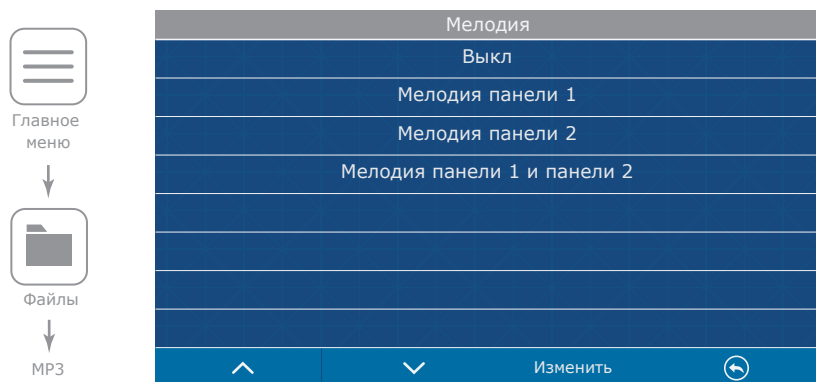 Главное
меню
Файлы
MP3
Мелодия
Выкл
Мелодия панели 1
Мелодия панели 2
Мелодия панели 1 и панели 2
Изменить